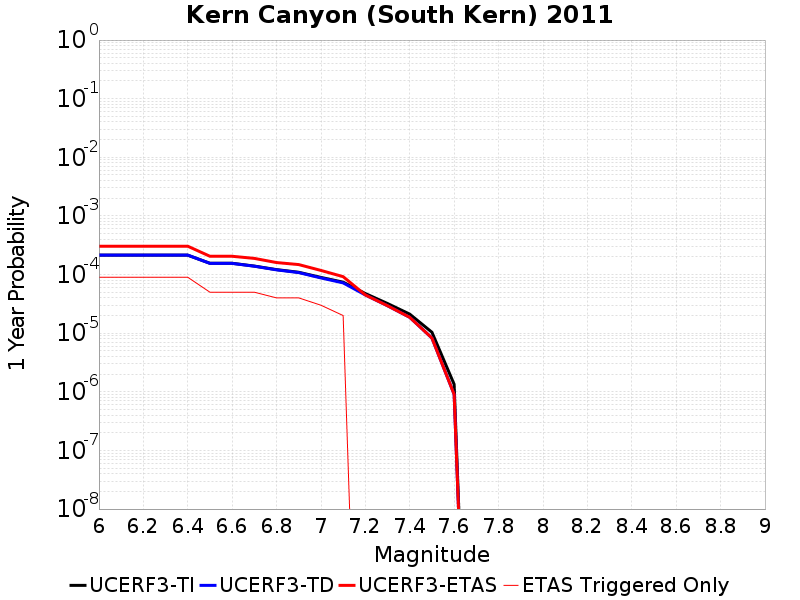 Kern Canyon (South Kern) 2011
1 Year Probability
10^0
10^-1
10^-2
10^-3
10^-4
10^-5
10^-6
10^-7
10^-8
6 6.2 6.4 6.6 6.8 7 7.2 7.4 7.6 7.8 8 8.2 8.4 8.6 8.8 9
Magnitude
UCERF3-TI UCERF3-TD UCERF3-ETAS ETAS Triggered Only